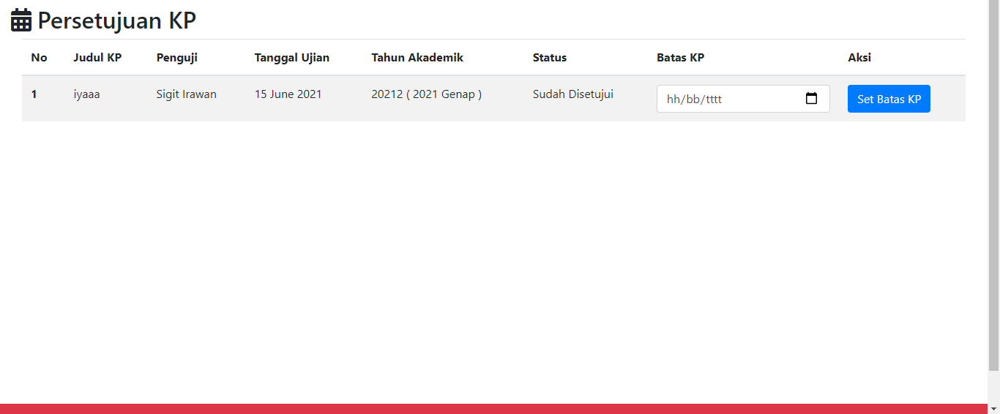 Persetujuan KP
No Judul KP Penguji Tanggal Ujian Tahun Akademik Status Batas KP Aksi
1 iyaaa Sigit Irawan 15 June 2021 20212 ( 2021 Genap ) Sudah Disetujui hh/bb/tttt Set Batas KP